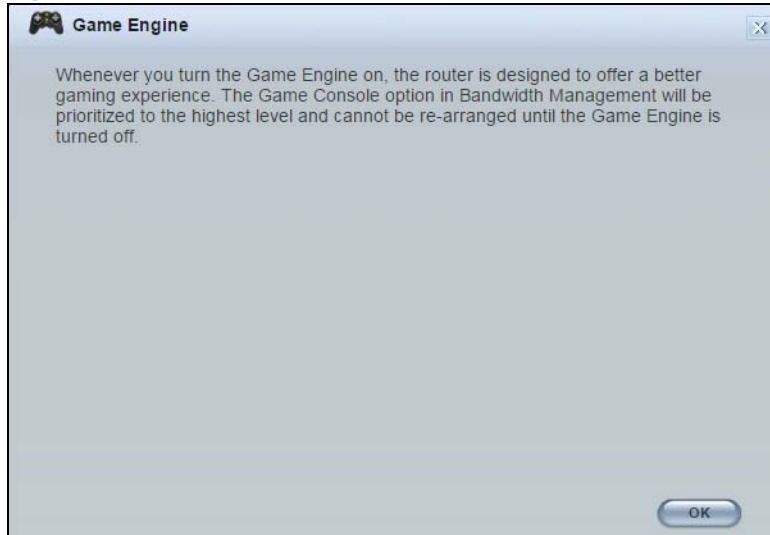 Game Engine
Whenever you turn the Game Engine on, the router is designed to offer a better
gaming experience. The Game Console option in Bandwidth Management will be
prioritized to the highest level and cannot be re-arranged until the Game Engine is
turned off.
OK